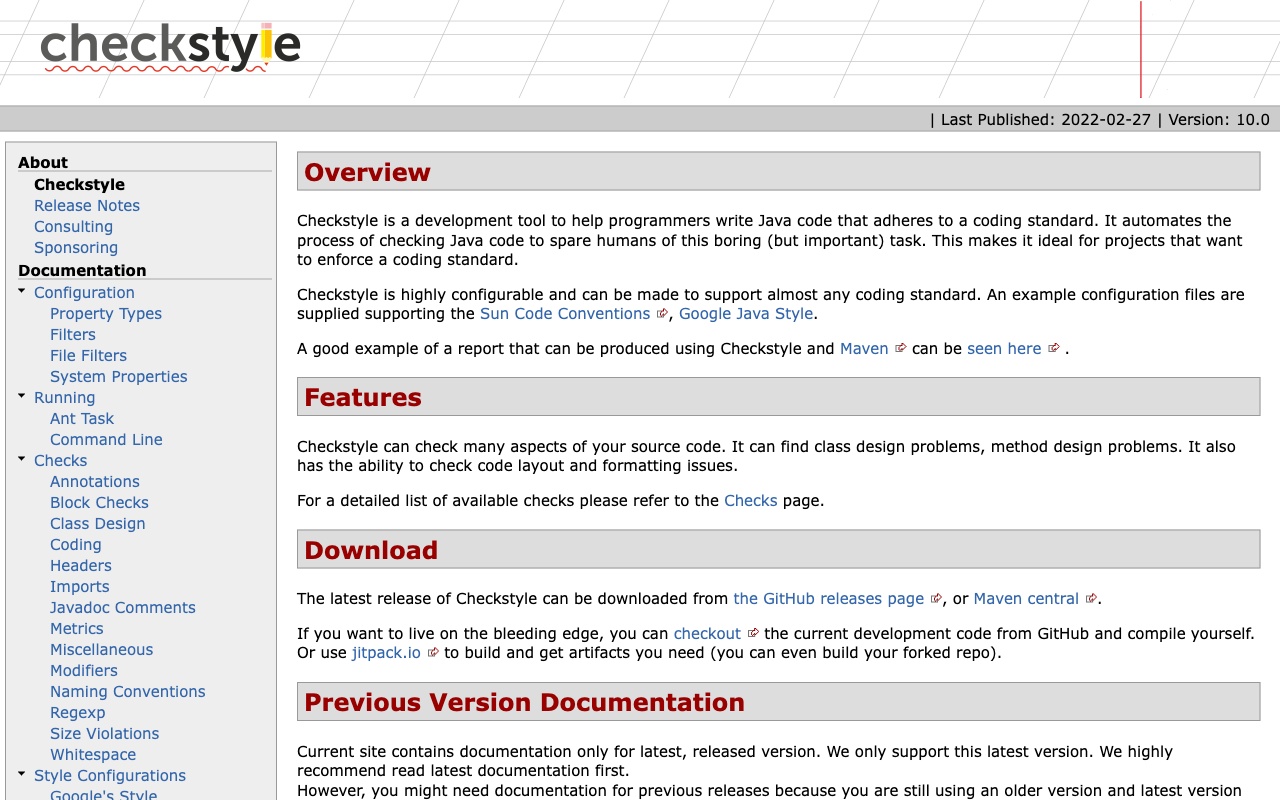 checkstyle
| Last Published: 2022-02-27 | Version: 10.0
About
Checkstyle
Release Notes
Consulting
Sponsoring
Documentation
Configuration
Property Types
Filters
File Filters
System Properties
Running
Ant Task
Command Line
Checks
Annotations
Block Checks
Class Design
Coding
Headers
Imports
Javadoc Comments
Metrics
Miscellaneous
Modifiers
Naming Conventions
Regexp
Size Violations
Whitespace
Style Configurations
Google's Style
Overview
Checkstyle is a development tool to help programmers write Java code that adheres to a coding standard. It automates the
process of checking Java code to spare humans of this boring (but important) task. This makes it ideal for projects that want
to enforce a coding standard.
Checkstyle is highly configurable and can be made to support almost any coding standard. An example configuration files are
supplied supporting the Sun Code Conventions , Google Java Style.
A good example of a report that can be produced using Checkstyle and Maven can be seen here .
Features
Checkstyle can check many aspects of your source code. It can find class design problems, method design problems. It also
has the ability to check code layout and formatting issues.
For a detailed list of available checks please refer to the Checks page.
Download
The latest release of Checkstyle can be downloaded from the GitHub releases page , or Maven central .
If you want to live on the bleeding edge, you can checkout the current development code from GitHub and compile yourself.
Or use jitpack.io to build and get artifacts you need (you can even build your forked repo).
Previous Version Documentation
Current site contains documentation only for latest, released version. We only support this latest version. We highly
recommend read latest documentation first.
However, you might need documentation for previous releases because you are still using an older version and latest version